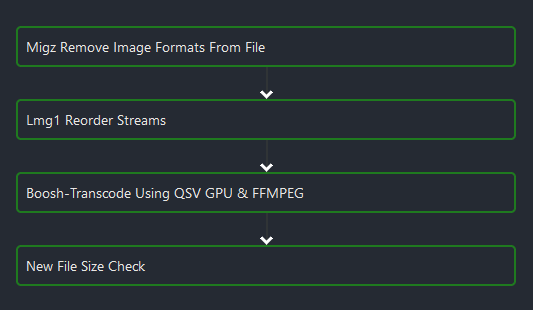 Migz Remove Image Formats From File
Lmg1 Reorder Streams
Boosh-Transcode Using QSV GPU & FFMPEG
New File Size Check